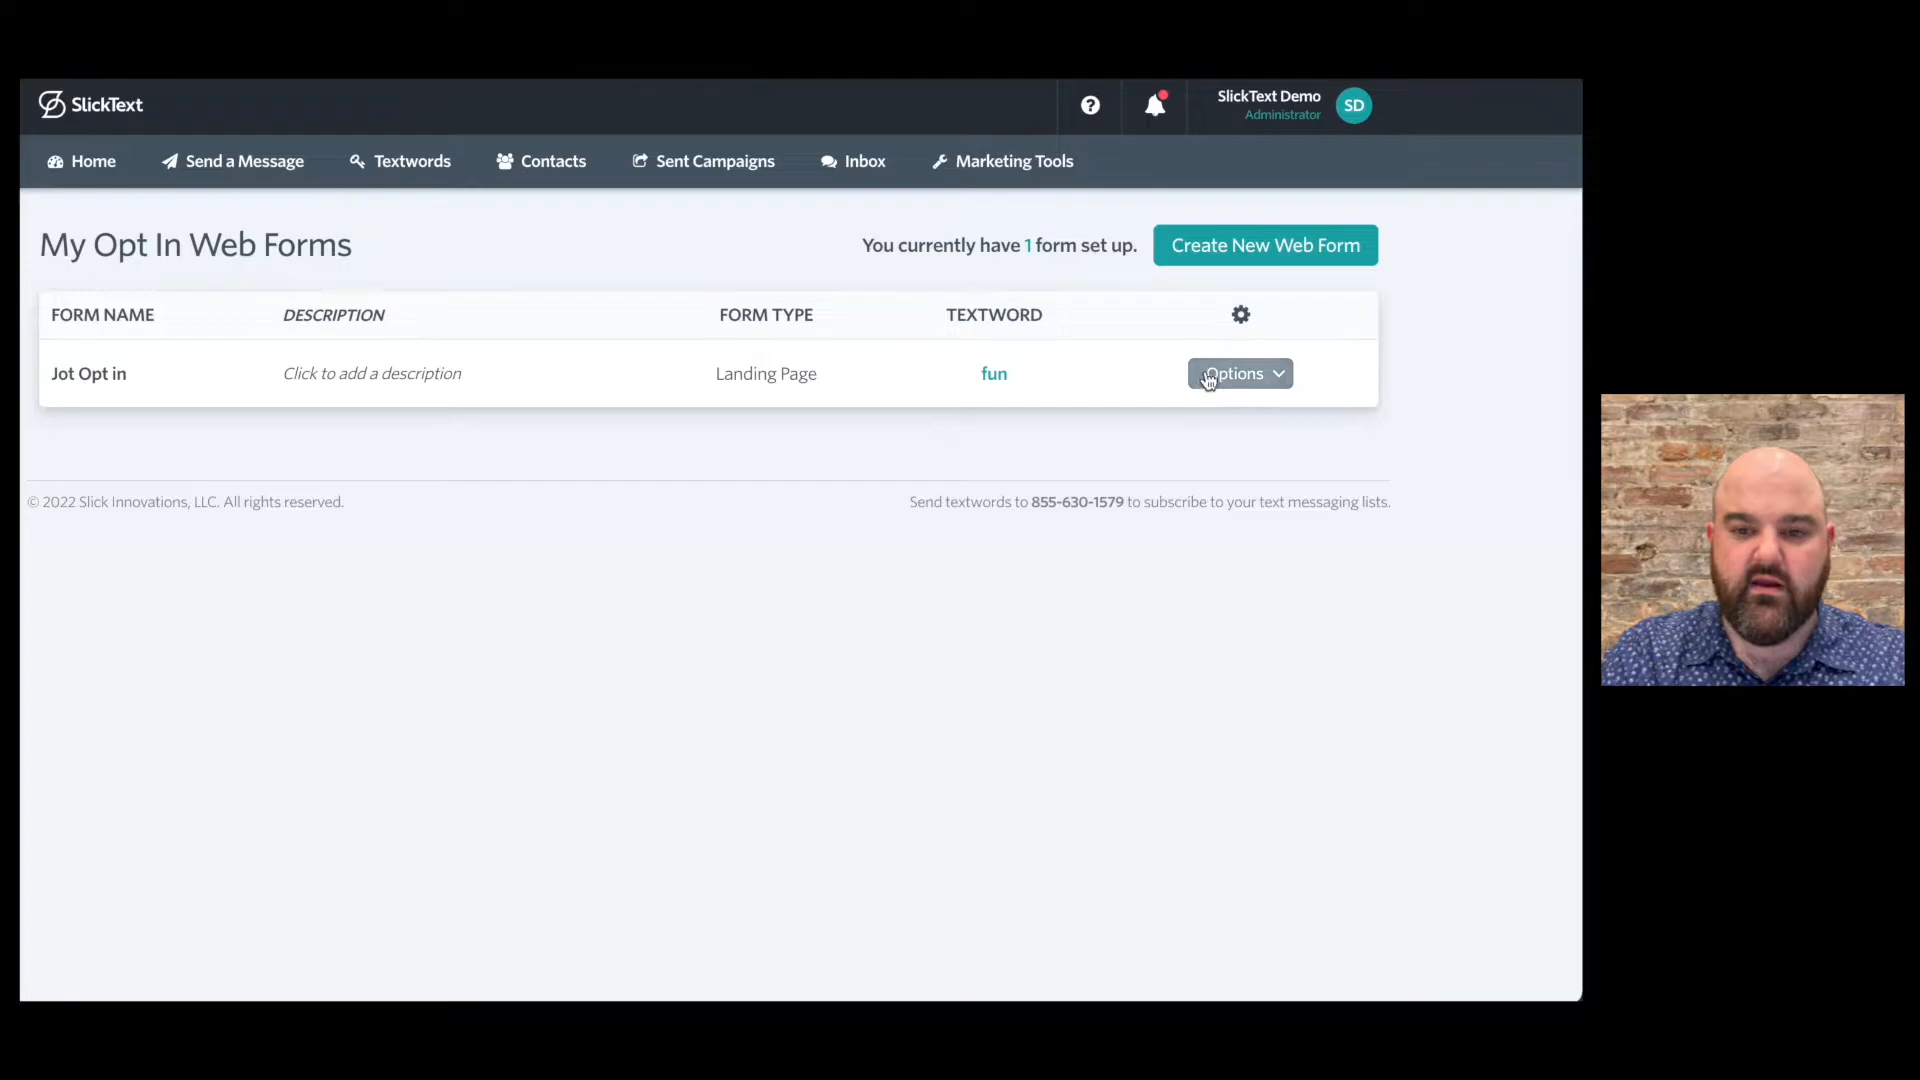 SlickText
SlickText Demo
Administrator
SD
Home
Send a Message
Textwords
Contacts
Sent Campaigns
Inbox
Marketing Tools
My Opt In Web Forms
You currently have 1 form set up.
Create New Web Form
FORM NAME
DESCRIPTION
FORM TYPE
TEXTWORD
Jot Opt in
Click to add a description
Landing Page
fun
Options
© 2022 Slick Innovations, LLC. All rights reserved.
Send textwords to 855-630-1579 to subscribe to your text messaging lists.